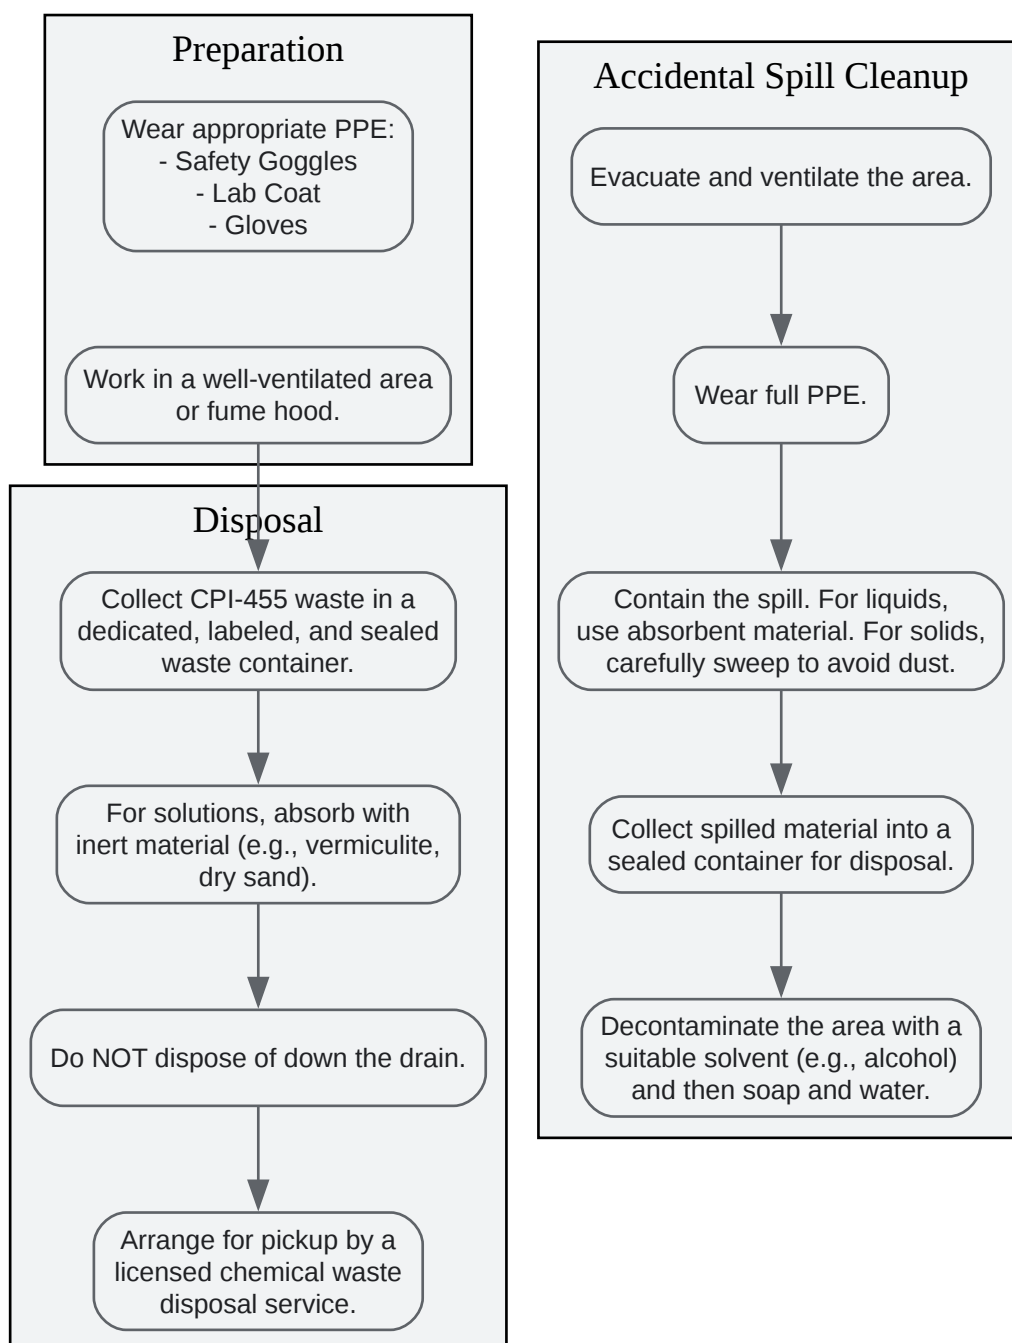 Preparation
Wear appropriate PPE:
- Safety Goggles
- Lab Coat
- Gloves
Work in a well-ventilated area
or fume hood.
Disposal
Collect CPI-455 waste in a
dedicated, labeled, and sealed
waste container.
For solutions, absorb with
inert material (e.g., vermiculite,
dry sand).
Do NOT dispose of down the drain.
Arrange for pickup by a
licensed chemical waste
disposal service.
Accidental Spill Cleanup
Evacuate and ventilate the area.
Wear full PPE.
Contain the spill. For liquids,
use absorbent material. For solids,
carefully sweep to avoid dust.
Collect spilled material into a
sealed container for disposal.
Decontaminate the area with a
suitable solvent (e.g., alcohol)
and then soap and water.